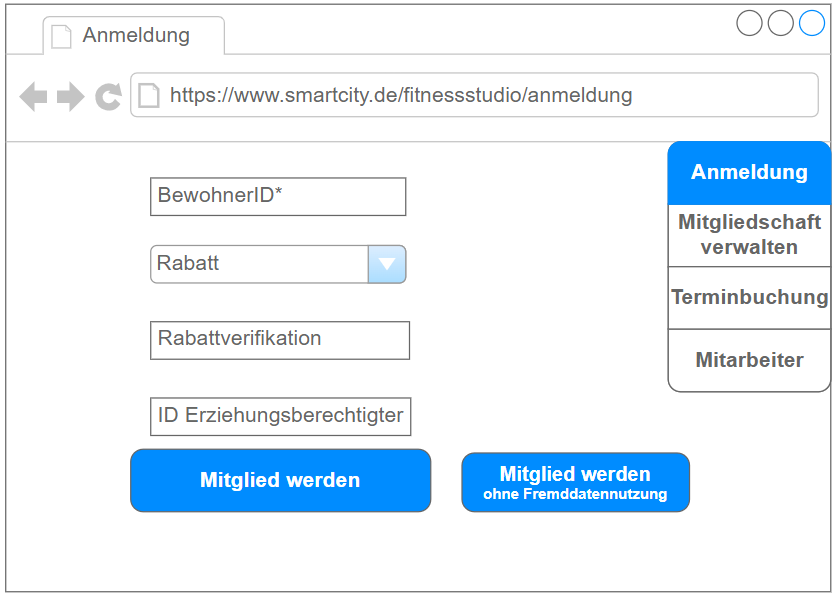 Anmeldung
https://www.smartcity.de/fitnessstudio/anmeldung
Anmeldung
Mitgliedschaft
verwalten
Terminbuchung
Mitarbeiter
BewohnerID*
Rabatt
Rabattverifikation
ID Erziehungsberechtigter
Mitglied werden
Mitglied werden
ohne Fremddatennutzung